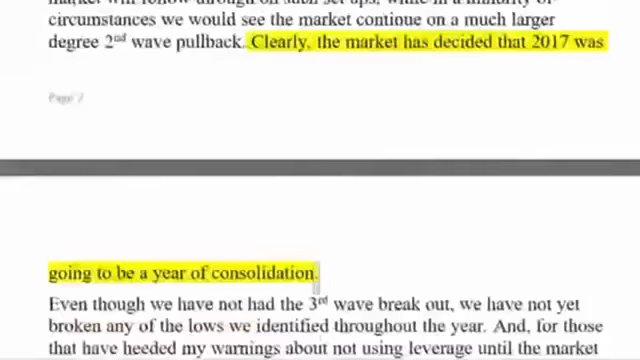 circumstances we would see the market continue on a much larger
degree 2nd wave pullback. Clearly, the market has decided that 2017 was
Page 7
going to be a year of consolidation.
Even though we have not had the 3rd wave break out, we have not yet
broken any of the lows we identified throughout the year. And, for those
that have heeded my warnings about not using leverage until the market